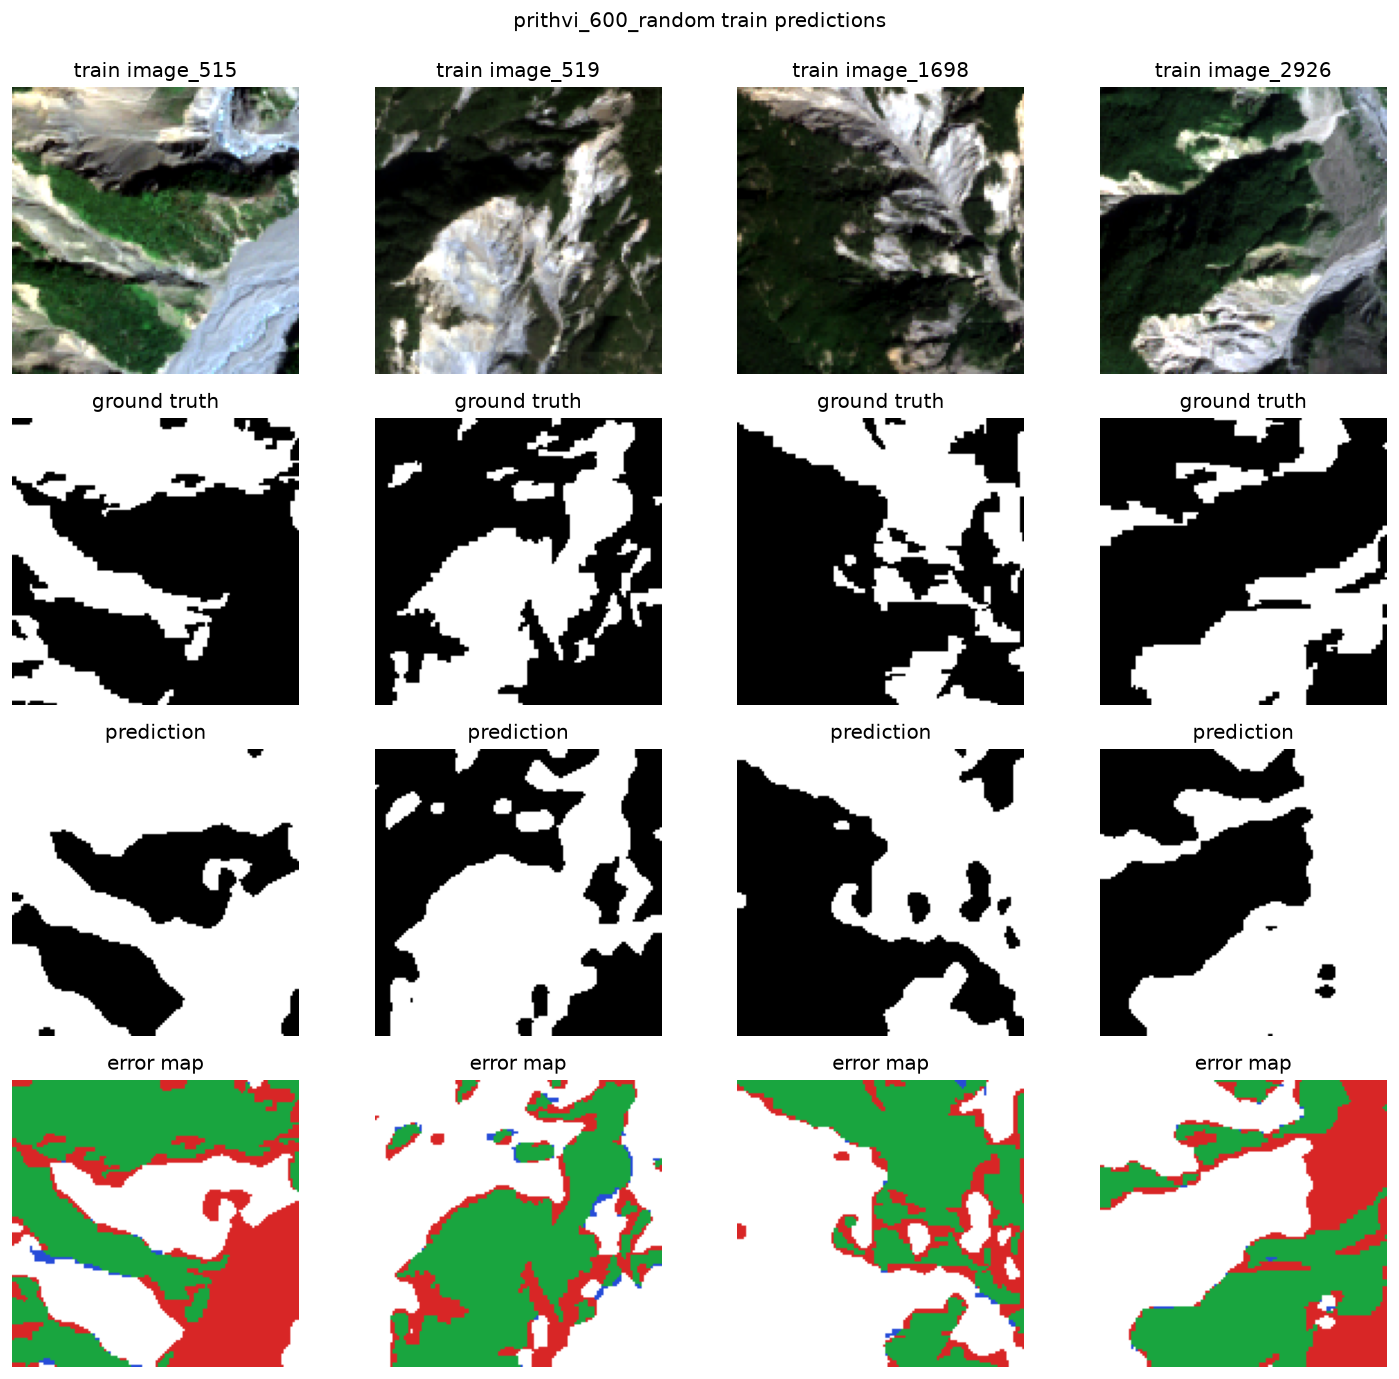 prithvi_600_random train predictions
train image_515
train image_519
train image_1698
train image_2926
ground truth
ground truth
ground truth
ground truth
prediction
prediction
prediction
prediction
error map
error map
error map
error map